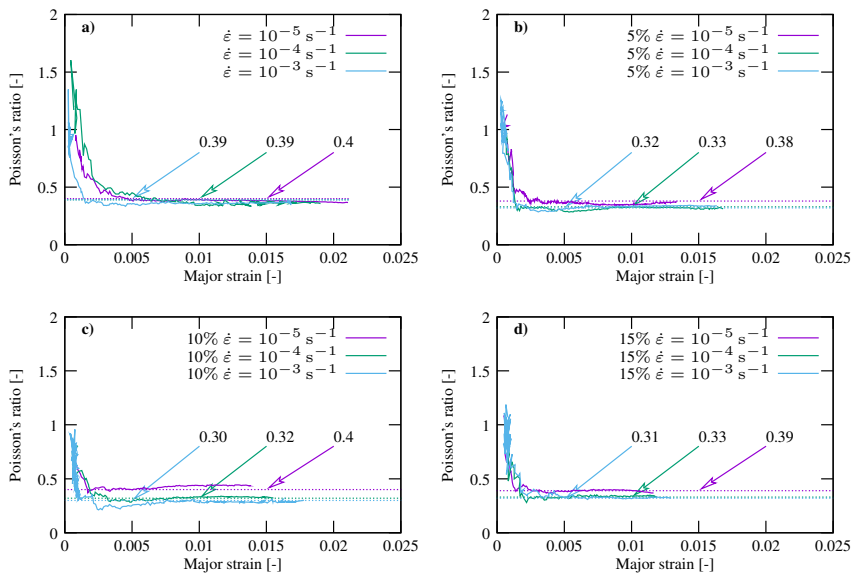 a)
ε̇ = 10⁻⁵ s⁻¹
ε̇ = 10⁻⁴ s⁻¹
ε̇ = 10⁻³ s⁻¹
0.39 0.39 0.4
Poisson's ratio [-]
2
1.5
1
0.5
0
0 0.005 0.01 0.015 0.02 0.025
Major strain [-]
b)
5% ε̇ = 10⁻⁵ s⁻¹
5% ε̇ = 10⁻⁴ s⁻¹
5% ε̇ = 10⁻³ s⁻¹
0.32 0.33 0.38
Poisson's ratio [-]
2
1.5
1
0.5
0
0 0.005 0.01 0.015 0.02 0.025
Major strain [-]
c)
10% ε̇ = 10⁻⁵ s⁻¹
10% ε̇ = 10⁻⁴ s⁻¹
10% ε̇ = 10⁻³ s⁻¹
0.30 0.32 0.4
Poisson's ratio [-]
2
1.5
1
0.5
0
0 0.005 0.01 0.015 0.02 0.025
Major strain [-]
d)
15% ε̇ = 10⁻⁵ s⁻¹
15% ε̇ = 10⁻⁴ s⁻¹
15% ε̇ = 10⁻³ s⁻¹
0.31 0.33 0.39
Poisson's ratio [-]
2
1.5
1
0.5
0
0 0.005 0.01 0.015 0.02 0.025
Major strain [-]